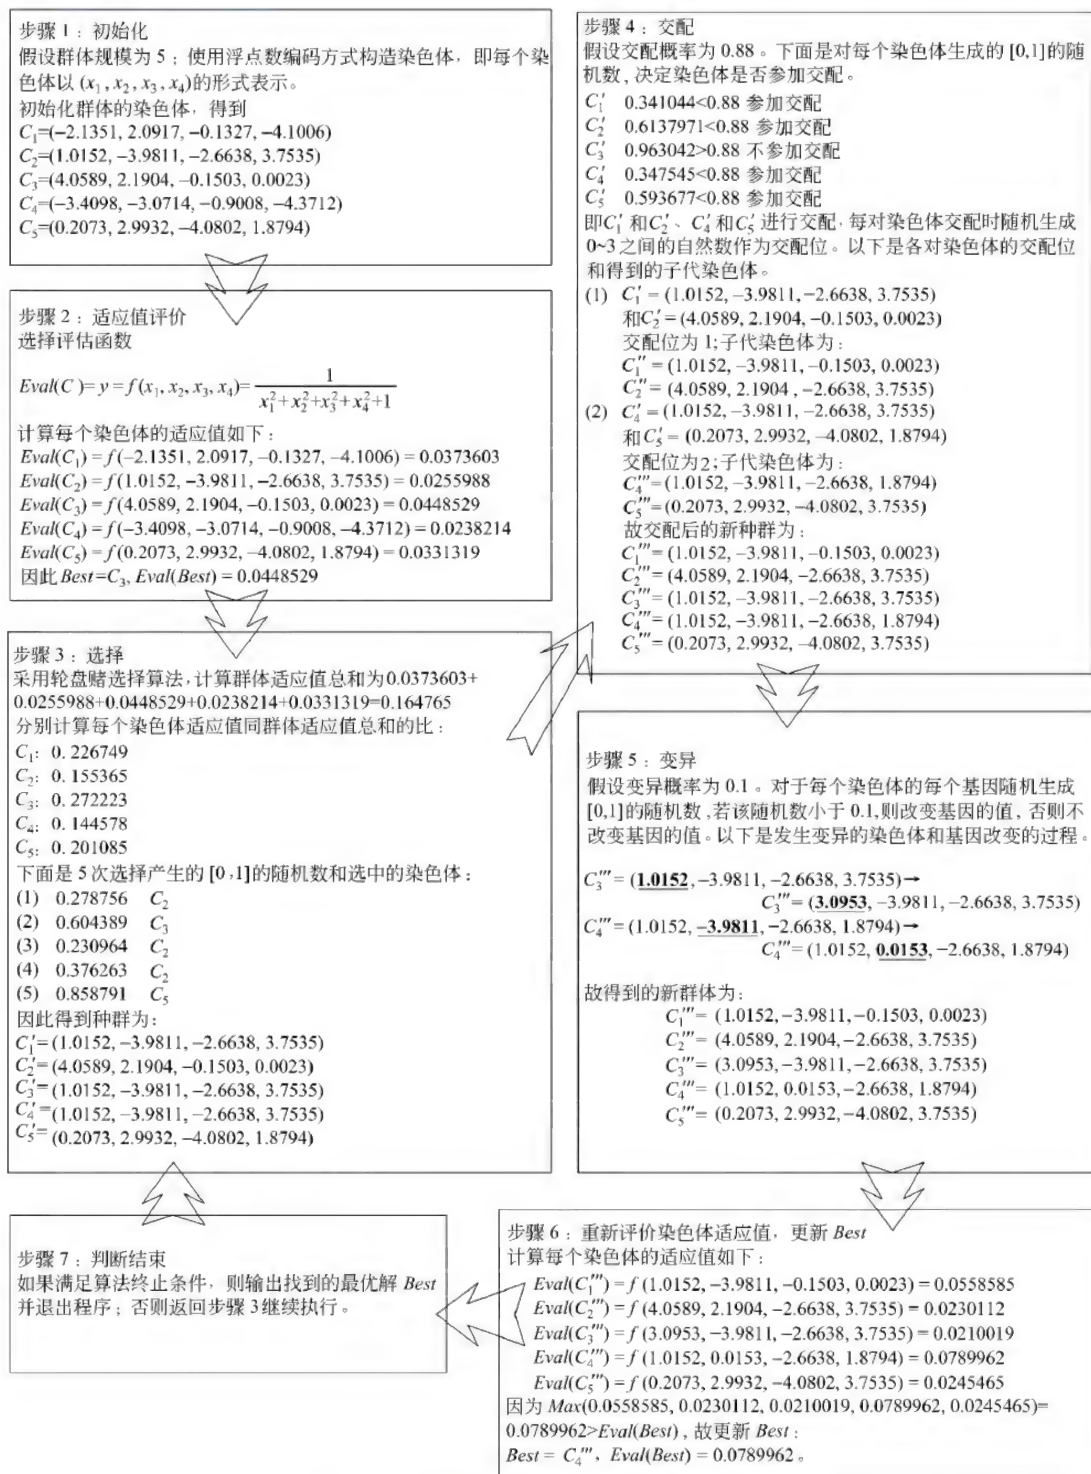 步骤 1：初始化
假设群体规模为 5；使用浮点数编码方式构造染色体，即每个染
色体以 (x₁, x₂, x₃, x₄)的形式表示。
初始化群体的染色体，得到
C₁=(−2.1351, 2.0917, −0.1327, −4.1006)
C₂=(1.0152, −3.9811, −2.6638, 3.7535)
C₃=(4.0589, 2.1904, −0.1503, 0.0023)
C₄=(−3.4098, −3.0714, −0.9008, −4.3712)
C₅=(0.2073, 2.9932, −4.0802, 1.8794)
步骤 2：适应值评价
选择评估函数
Eval(C)=y=f(x₁, x₂, x₃, x₄)= 1/(x₁²+x₂²+x₃²+x₄²+1)
计算每个染色体的适应值如下：
Eval(C₁) = f(−2.1351, 2.0917, −0.1327, −4.1006) = 0.0373603
Eval(C₂) = f(1.0152, −3.9811, −2.6638, 3.7535) = 0.0255988
Eval(C₃) = f(4.0589, 2.1904, −0.1503, 0.0023) = 0.0448529
Eval(C₄) = f(−3.4098, −3.0714, −0.9008, −4.3712) = 0.0238214
Eval(C₅) = f(0.2073, 2.9932, −4.0802, 1.8794) = 0.0331319
因此 Best=C₃, Eval(Best) = 0.0448529
步骤 3：选择
采用轮盘赌选择算法，计算群体适应值总和为0.0373603+
0.0255988+0.0448529+0.0238214+0.0331319=0.164765
分别计算每个染色体适应值同群体适应值总和的比：
C₁: 0.226749
C₂: 0.155365
C₃: 0.272223
C₄: 0.144578
C₅: 0.201085
下面是 5 次选择产生的 [0,1]的随机数和选中的染色体：
(1) 0.278756 C₂
(2) 0.604389 C₃
(3) 0.230964 C₂
(4) 0.376263 C₂
(5) 0.858791 C₅
因此得到种群为：
C₁′=(1.0152, −3.9811, −2.6638, 3.7535)
C₂′=(4.0589, 2.1904, −0.1503, 0.0023)
C₃′=(1.0152, −3.9811, −2.6638, 3.7535)
C₄′=(1.0152, −3.9811, −2.6638, 3.7535)
C₅′=(0.2073, 2.9932, −4.0802, 1.8794)
步骤 4：交配
假设交配概率为 0.88。下面是对每个染色体生成的 [0,1]的随
机数，决定染色体是否参加交配。
C₁′ 0.341044<0.88 参加交配
C₂′ 0.6137971<0.88 参加交配
C₃′ 0.963042>0.88 不参加交配
C₄′ 0.347545<0.88 参加交配
C₅′ 0.593677<0.88 参加交配
即C₁′ 和C₂′、C₄′ 和C₅′ 进行交配，每对染色体交配时随机生成
0~3 之间的自然数作为交配位。以下是各对染色体的交配位
和得到的子代染色体。
(1) C₁′ = (1.0152, −3.9811, −2.6638, 3.7535)
和C₂′ = (4.0589, 2.1904, −0.1503, 0.0023)
交配位为 1；子代染色体为：
C₁″ = (1.0152, −3.9811, −0.1503, 0.0023)
C₂″ = (4.0589, 2.1904 , −2.6638, 3.7535)
(2) C₄′ = (1.0152, −3.9811, −2.6638, 3.7535)
和C₅′ = (0.2073, 2.9932, −4.0802, 1.8794)
交配位为2；子代染色体为：
C₄‴ = (1.0152, −3.9811, −2.6638, 1.8794)
C₅‴ = (0.2073, 2.9932, −4.0802, 3.7535)
故交配后的新种群为：
C₁‴ = (1.0152, −3.9811, −0.1503, 0.0023)
C₂‴ = (4.0589, 2.1904, −2.6638, 3.7535)
C₃‴ = (1.0152, −3.9811, −2.6638, 3.7535)
C₄‴ = (1.0152, −3.9811, −2.6638, 1.8794)
C₅‴ = (0.2073, 2.9932, −4.0802, 3.7535)
步骤 5：变异
假设变异概率为 0.1。对于每个染色体的每个基因随机生成
[0,1]的随机数，若该随机数小于 0.1，则改变基因的值，否则不
改变基因的值。以下是发生变异的染色体和基因改变的过程。
C₃‴ = (1.0152, −3.9811, −2.6638, 3.7535)→
C₃‴ = (3.0953, −3.9811, −2.6638, 3.7535)
C₄‴ = (1.0152, −3.9811, −2.6638, 1.8794)→
C₄‴ = (1.0152, 0.0153, −2.6638, 1.8794)
故得到的新群体为：
C₁‴ = (1.0152, −3.9811, −0.1503, 0.0023)
C₂‴ = (4.0589, 2.1904, −2.6638, 3.7535)
C₃‴ = (3.0953, −3.9811, −2.6638, 3.7535)
C₄‴ = (1.0152, 0.0153, −2.6638, 1.8794)
C₅‴ = (0.2073, 2.9932, −4.0802, 3.7535)
步骤 6：重新评价染色体适应值，更新 Best
计算每个染色体的适应值如下：
Eval(C₁‴) = f (1.0152, −3.9811, −0.1503, 0.0023) = 0.0558585
Eval(C₂‴) = f (4.0589, 2.1904, −2.6638, 3.7535) = 0.0230112
Eval(C₃‴) = f (3.0953, −3.9811, −2.6638, 3.7535) = 0.0210019
Eval(C₄‴) = f (1.0152, 0.0153, −2.6638, 1.8794) = 0.0789962
Eval(C₅‴) = f (0.2073, 2.9932, −4.0802, 3.7535) = 0.0245465
因为 Max(0.0558585, 0.0230112, 0.0210019, 0.0789962, 0.0245465)=
0.0789962>Eval(Best)，故更新 Best：
Best = C₄‴，Eval(Best) = 0.0789962。
步骤 7：判断结束
如果满足算法终止条件，则输出找到的最优解 Best
并退出程序；否则返回步骤 3继续执行。